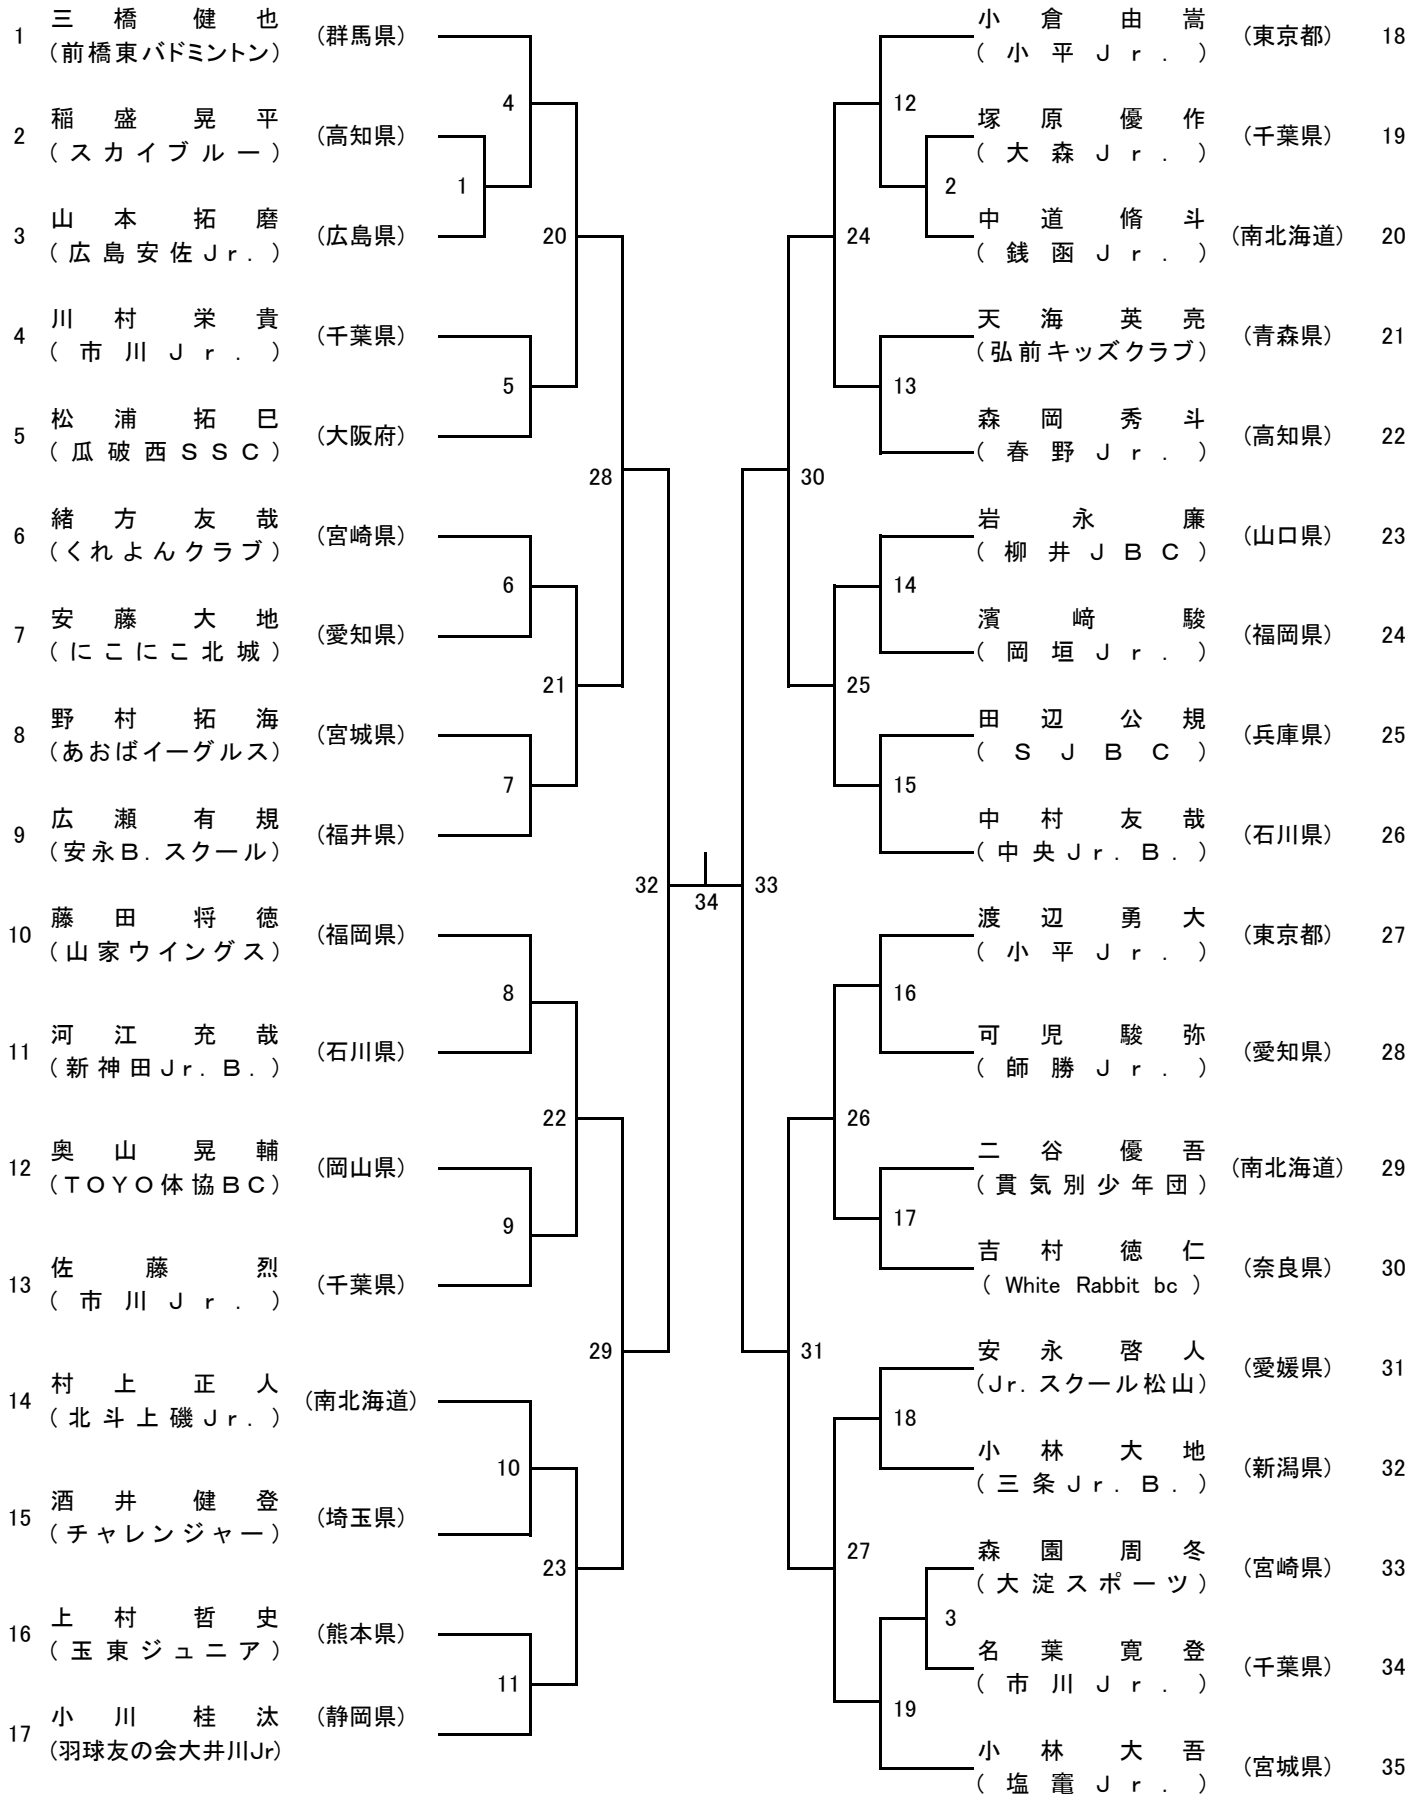 1 三橋健也 (群馬県)
(前橋東バドミントン)
2 稲盛晃平 (高知県)
(スカイブルー)
3 山本拓磨 (広島県)
(広島安佐Jr.)
4 川村栄貴 (千葉県)
(市川Jr.)
5 松浦拓巳 (大阪府)
(瓜破西SSC)
6 緒方友哉 (宮崎県)
(くれよんクラブ)
7 安藤大地 (愛知県)
(にこにこ北城)
8 野村拓海 (宮城県)
(あおばイーグルス)
9 広瀬有規 (福井県)
(安永B.スクール)
10 藤田将徳 (福岡県)
(山家ウイングス)
11 河江充哉 (石川県)
(新神田Jr.B.)
12 奥山晃輔 (岡山県)
(TOYO体協BC)
13 佐藤烈 (千葉県)
(市川Jr.)
14 村上正人 (南北海道)
(北斗上磯Jr.)
15 酒井健登 (埼玉県)
(チャレンジャー)
16 上村哲史 (熊本県)
(玉東ジュニア)
17 小川桂汰 (静岡県)
(羽球友の会大井川Jr)
4
1
20
5
28
6
21
7
32
8
22
9
29
10
23
11
34
33
12
2
24
13
30
14
25
15
16
26
17
31
18
27
3
19
小倉由嵩 (東京都) 18
(小平Jr.)
塚原優作 (千葉県) 19
(大森Jr.)
中道脩斗 (南北海道) 20
(銭函Jr.)
天海英亮 (青森県) 21
(弘前キッズクラブ)
森岡秀斗 (高知県) 22
(春野Jr.)
岩永廉 (山口県) 23
(柳井JBC)
濱﨑駿 (福岡県) 24
(岡垣Jr.)
田辺公規 (兵庫県) 25
(SJBC)
中村友哉 (石川県) 26
(中央Jr.B.)
渡辺勇大 (東京都) 27
(小平Jr.)
可児駿弥 (愛知県) 28
(師勝Jr.)
二谷優吾 (南北海道) 29
(貫気別少年団)
吉村徳仁 (奈良県) 30
(White Rabbit bc)
安永啓人 (愛媛県) 31
(Jr.スクール松山)
小林大地 (新潟県) 32
(三条Jr.B.)
森園周冬 (宮崎県) 33
(大淀スポーツ)
名葉寛登 (千葉県) 34
(市川Jr.)
小林大吾 (宮城県) 35
(塩竈Jr.)